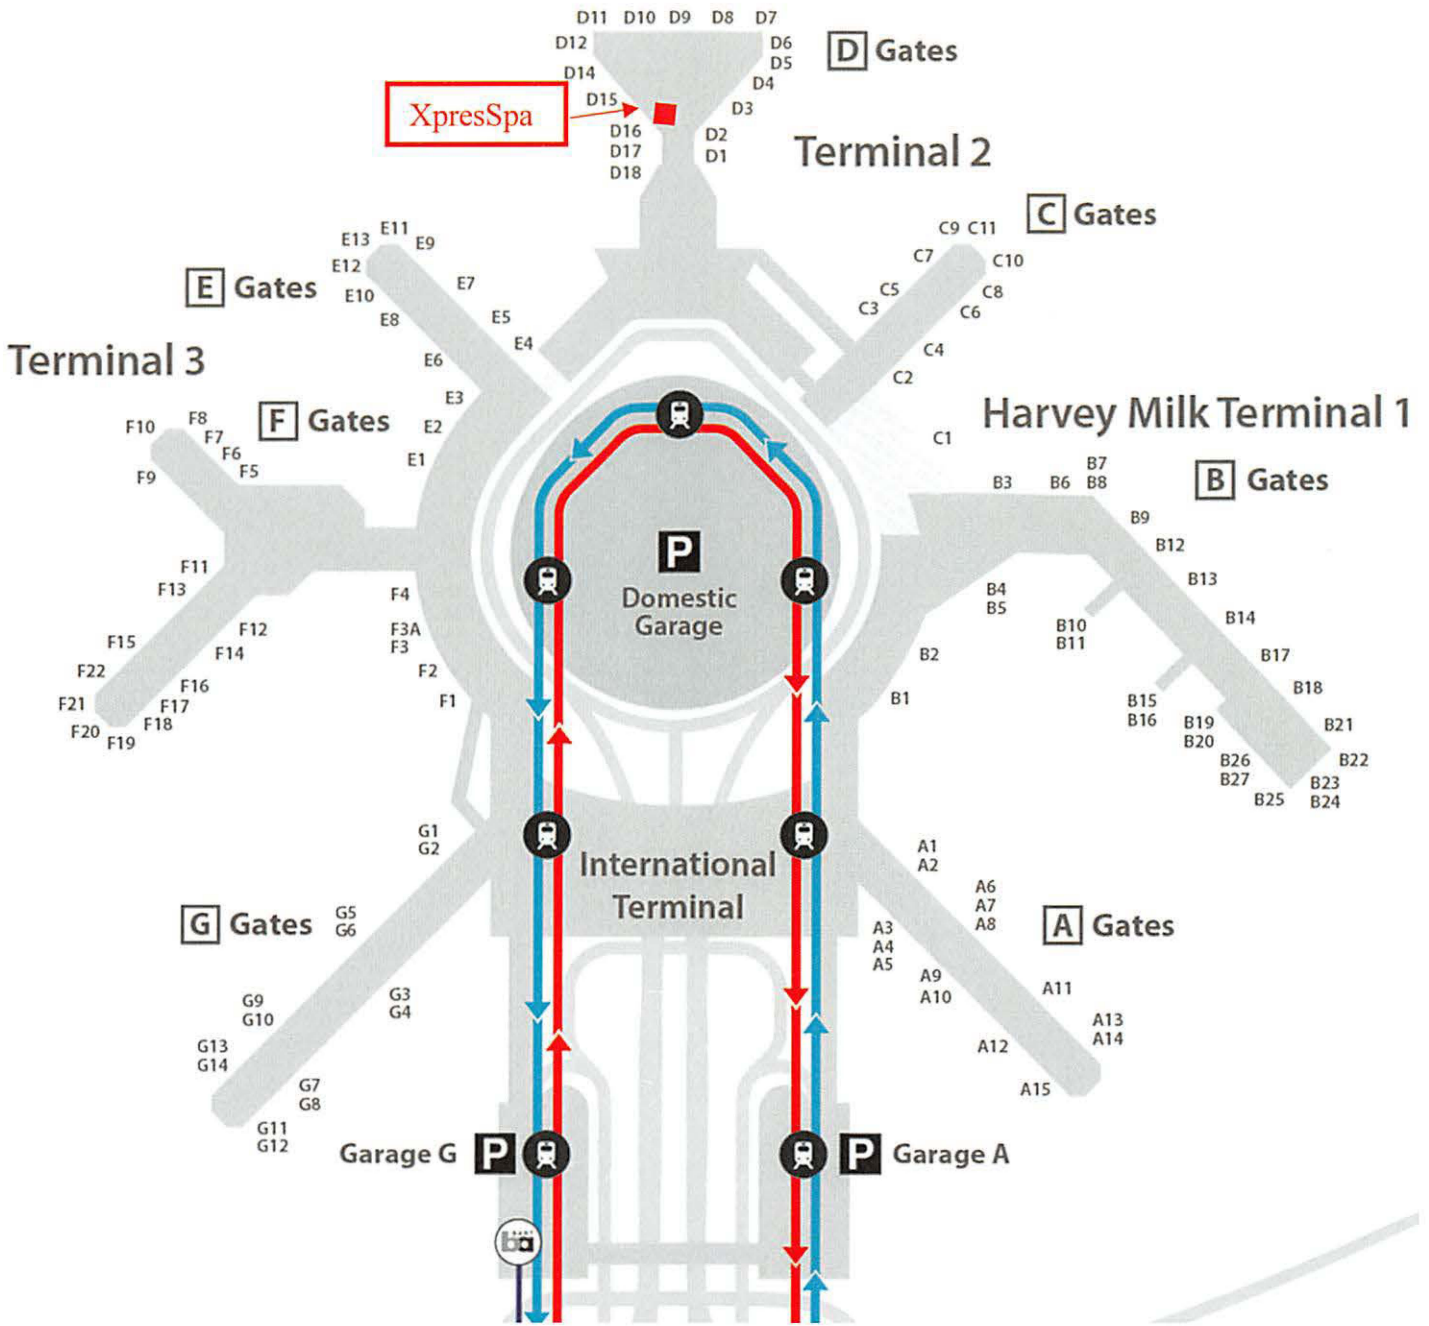 D11 D10 D9 D8 D7
D12
D6
D5
D Gates
D14
D4
D15
D3
XpresSpa
D16
D17
D18
D2
D1
Terminal 2
C Gates
C9 C11
C7
C10
C5
C8
C3
C6
C4
C2
C1
E13 E11 E9
E12
E10
E7
E Gates
E8
E5
E4
E6
E3
E2
E1
Terminal 3
F Gates
F10
F8
F7
F6
F5
F9
F11
F13
F4
F3A
F3
F12
F14
F15
F22
F2
F16
F21
F17
F1
F18
F20
F19
Harvey Milk Terminal 1
B Gates
B7
B8
B3
B6
B9
B12
B13
B4
B5
B14
B10
B11
B2
B17
B1
B18
B15
B16
B19
B20
B21
B22
B26
B27
B23
B24
B25
P
Domestic
Garage
International
Terminal
G1
G2
G Gates
G5
G6
G3
G4
G9
G10
G13
G14
G7
G8
G11
G12
A1
A2
A6
A7
A8
A Gates
A3
A4
A5
A9
A10
A11
A13
A14
A12
A15
Garage G P
P Garage A
ba